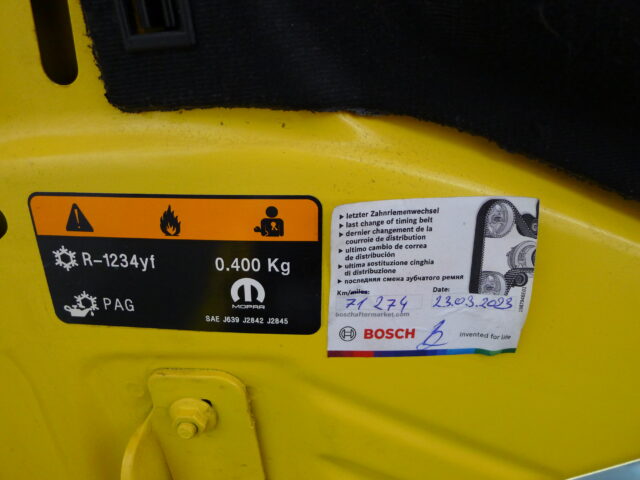 R-1234yf 0.400 Kg
PAG
MOPAR
SAE J639 J2842 J2845
▸ letzter Zahnriemenwechsel
▸ last change of timing belt
▸ dernier changement de la
courroie de distribution
▸ ultimo cambio de correa
de distribución
▸ ultima sostituzione cinghia
di distribuzione
▸ последняя смена зубчатого ремня
Km/miles: Date:
71 274 23.03.2023
boschaftermarket.com
BOSCH invented for life